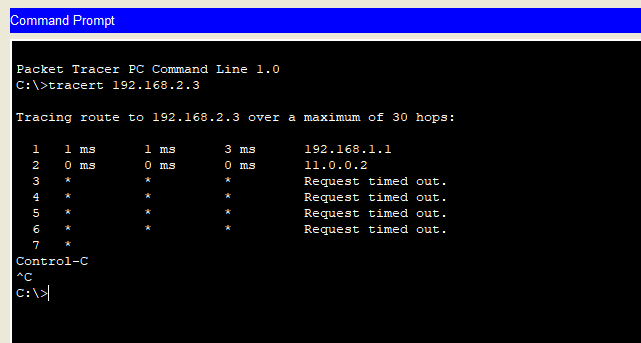 Command Prompt
Packet Tracer PC Command Line 1.0
C:\>tracert 192.168.2.3
Tracing route to 192.168.2.3 over a maximum of 30 hops:
1 1 ms 1 ms 3 ms 192.168.1.1
2 0 ms 0 ms 0 ms 11.0.0.2
3 * * * Request timed out.
4 * * * Request timed out.
5 * * * Request timed out.
6 * * * Request timed out.
7 *
Control-C
^C
C:\>